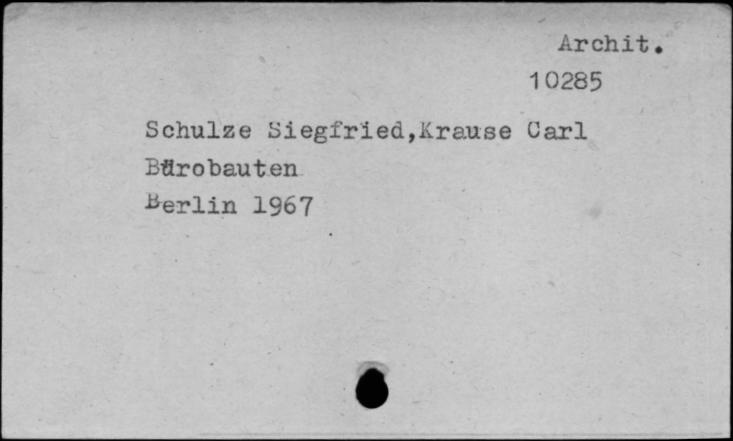 Archit.
10285
Schulze Siegfried,Krause Carl
Bürobauten
Berlin 1967